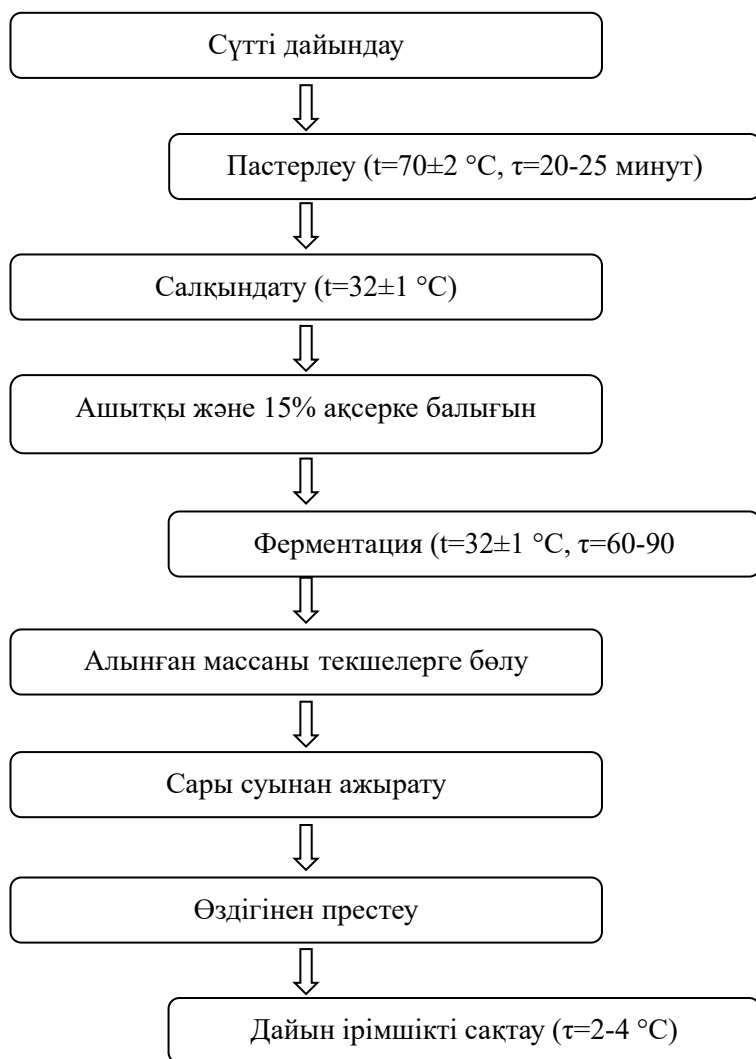 Сүтті дайындау
Пастерлеу (t=70±2 °C, τ=20-25 минут)
Салқындату (t=32±1 °C)
Ашытқы және 15% ақсерке балығын
Ферментация (t=32±1 °C, τ=60-90
Алынған массаны текшелерге бөлу
Сары суынан ажырату
Өздігінен престеу
Дайын ірімшікті сақтау (τ=2-4 °C)